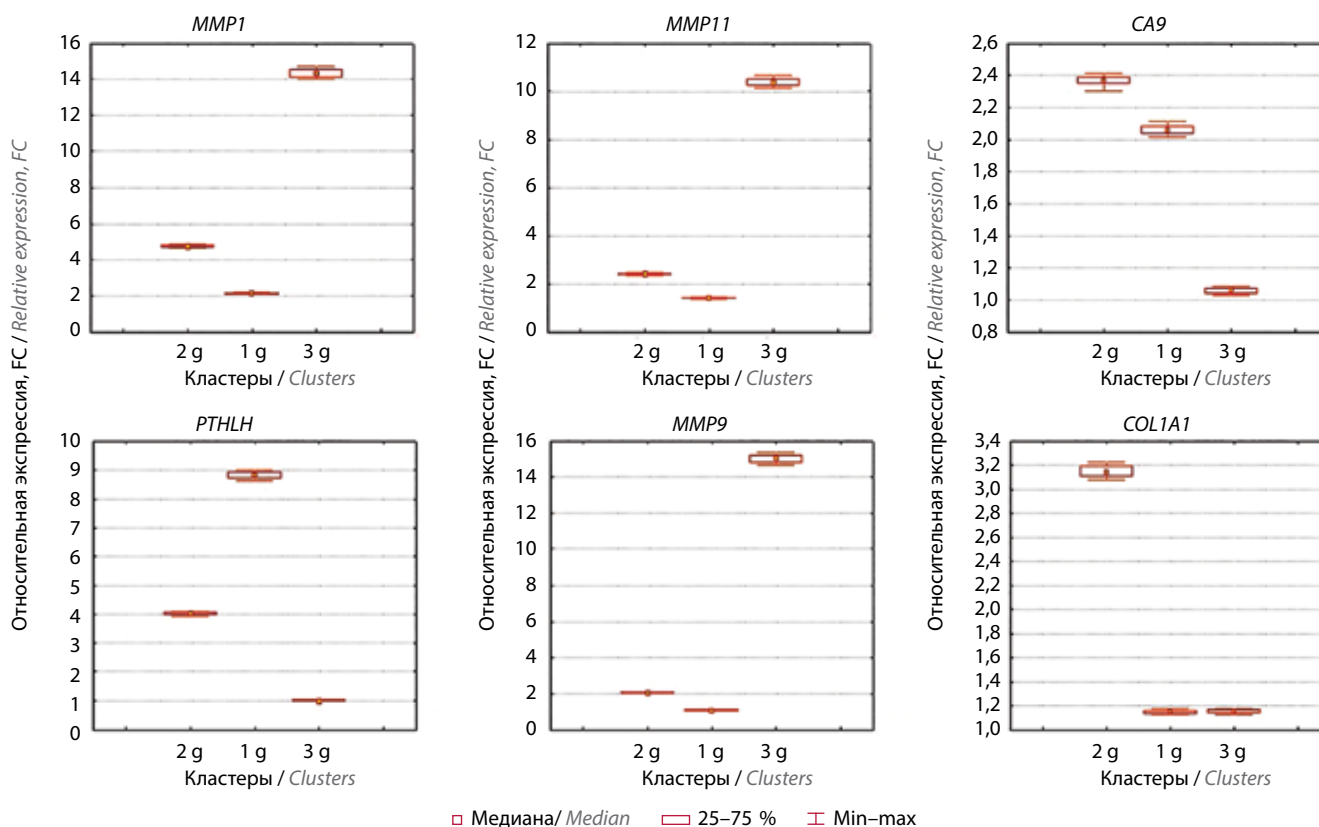 MMP1
MMP11
CA9
16
14
12
10
8
6
4
2
0
2 g 1 g 3 g
Кластеры / Clusters
12
10
8
6
4
2
0
2 g 1 g 3 g
Кластеры / Clusters
2,6
2,4
2,2
2,0
1,8
1,6
1,4
1,2
1,0
0,8
2 g 1 g 3 g
Кластеры / Clusters
Относительная экспрессия, FC / Relative expression, FC
Относительная экспрессия, FC / Relative expression, FC
Относительная экспрессия, FC / Relative expression, FC
PTHLH
MMP9
COL1A1
10
9
8
7
6
5
4
3
2
1
0
2 g 1 g 3 g
Кластеры / Clusters
16
14
12
10
8
6
4
2
0
2 g 1 g 3 g
Кластеры / Clusters
3,4
3,2
3,0
2,8
2,6
2,4
2,2
2,0
1,8
1,6
1,4
1,2
1,0
2 g 1 g 3 g
Кластеры / Clusters
Медиана/ Median 25–75 % Min–max